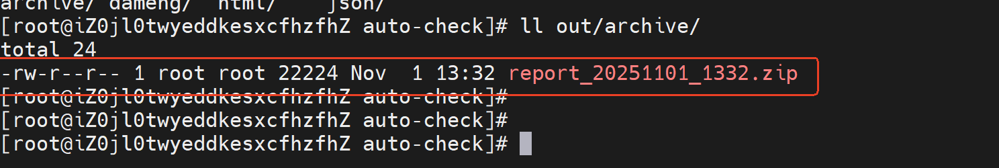 archive/ dameng/  html/    json/
[root@iZ0jl0twyeddkesxcfhzfhZ auto-check]# ll out/archive/
total 24
-rw-r--r-- 1 root root 22224 Nov  1 13:32 report_20251101_1332.zip
[root@iZ0jl0twyeddkesxcfhzfhZ auto-check]#
[root@iZ0jl0twyeddkesxcfhzfhZ auto-check]#
[root@iZ0jl0twyeddkesxcfhzfhZ auto-check]#